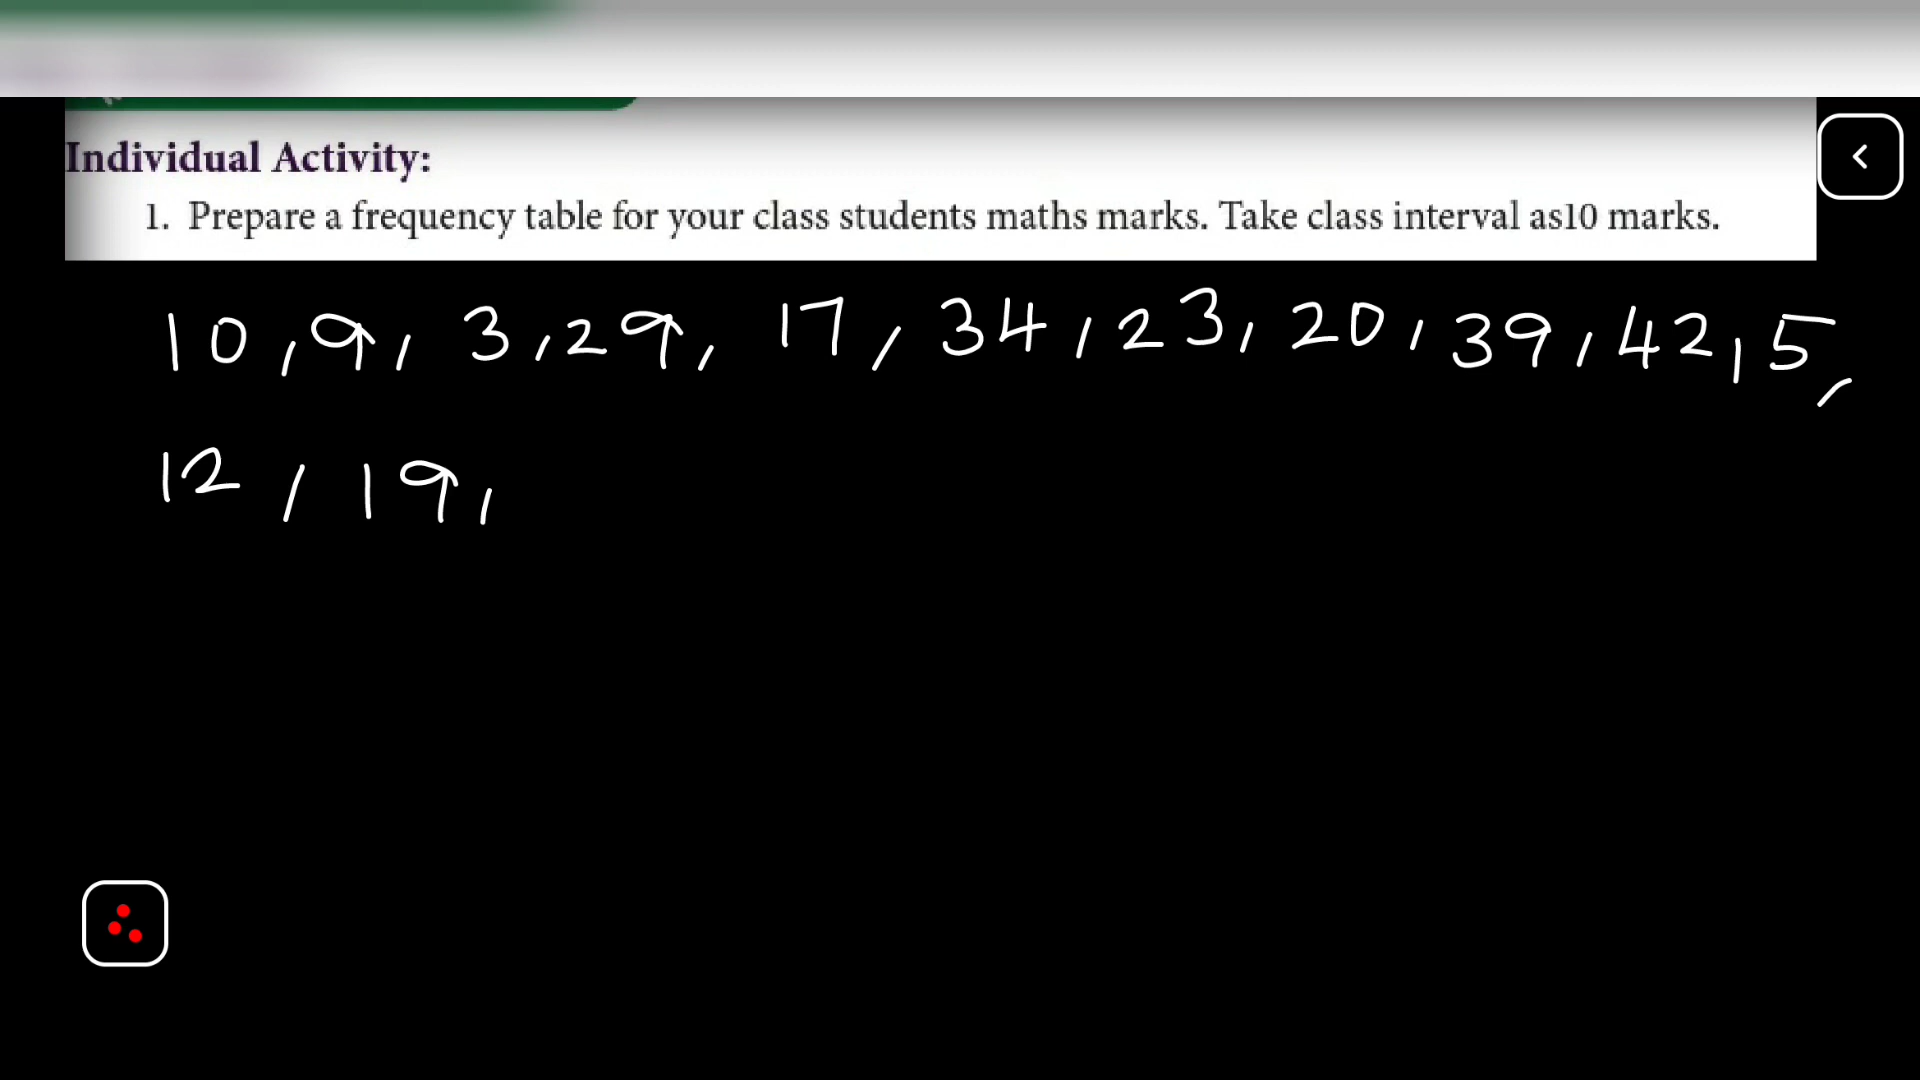 Individual Activity:
1. Prepare a frequency table for your class students maths marks. Take class interval as10 marks.
10, 9, 3, 29, 17, 34, 23, 20, 39, 42, 5,
12, 19,